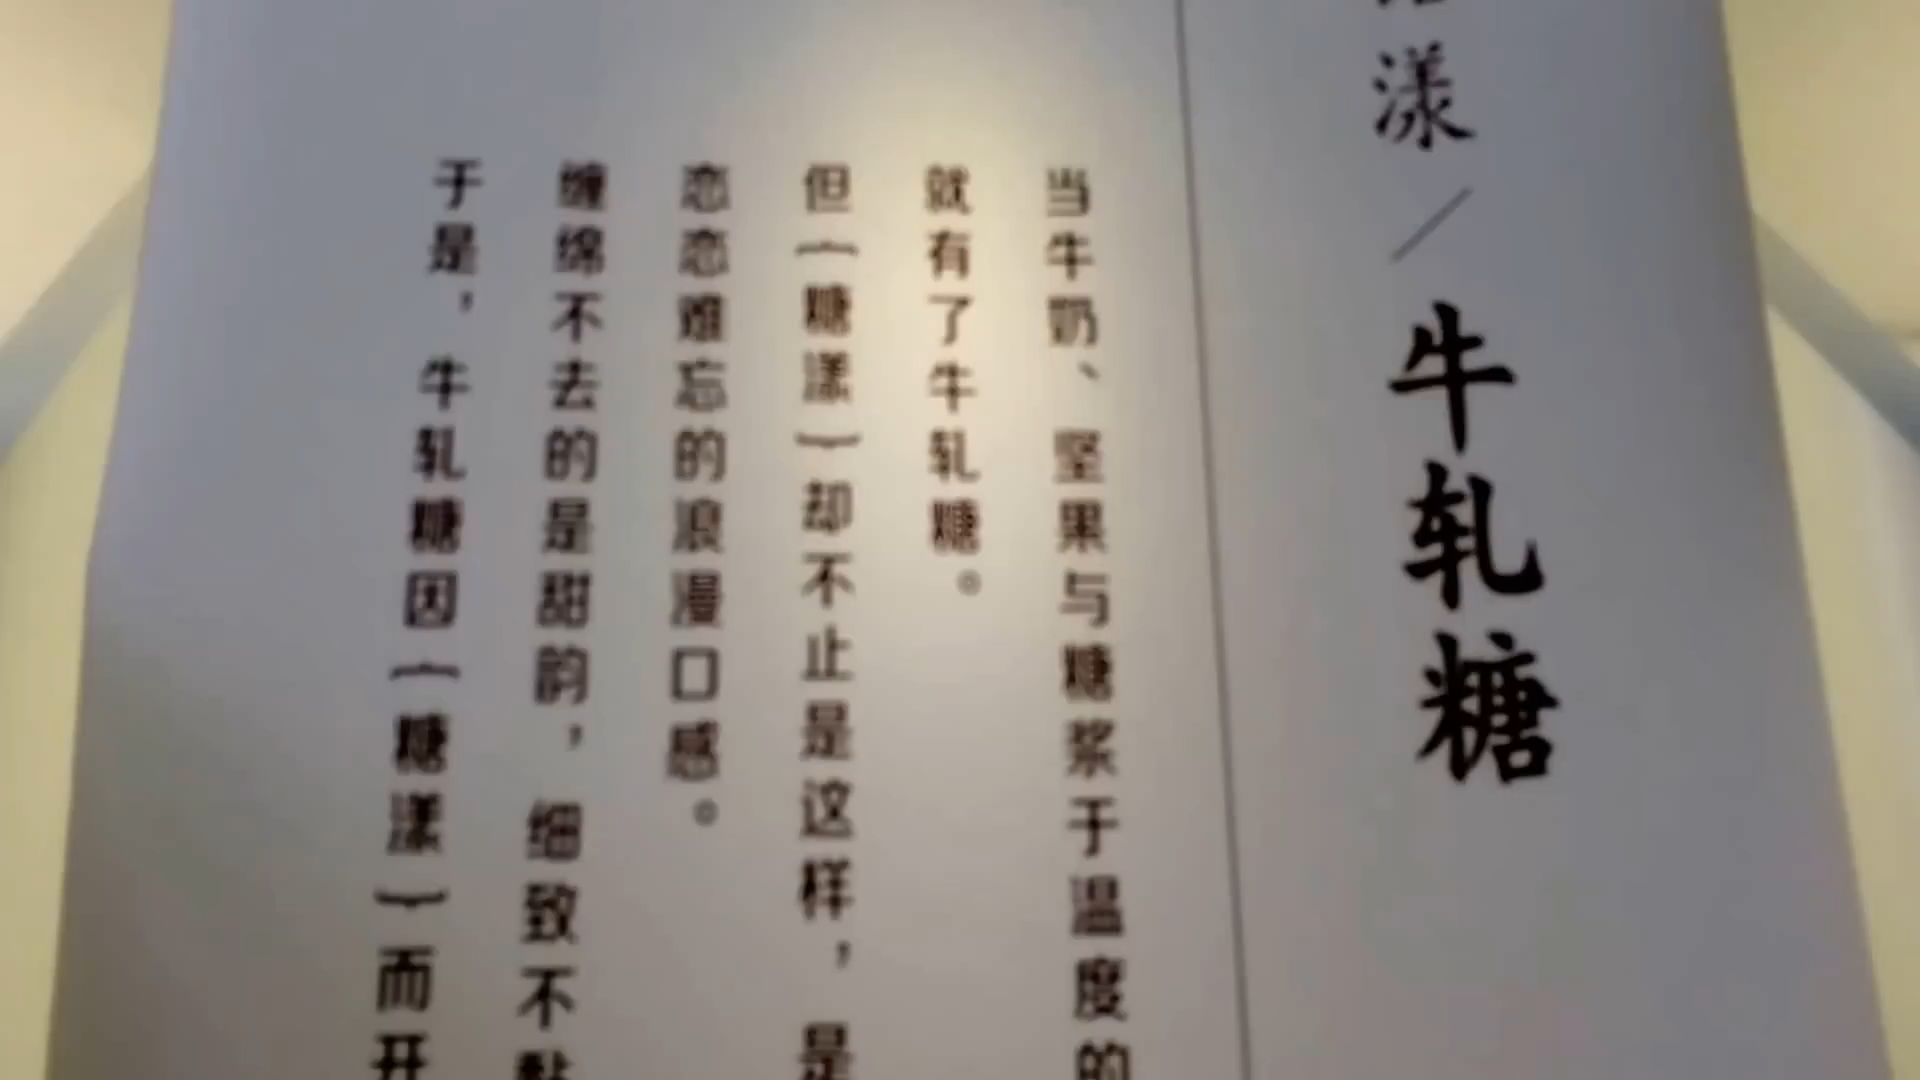 漾/牛轧糖
当牛奶、坚果与糖浆于温度的
就有了牛轧糖。
但{糖漾}却不止是这样，是
恋恋难忘的浪漫口感。
缠绵不去的是甜韵，细致不黏
于是，牛轧糖因{糖漾}而开